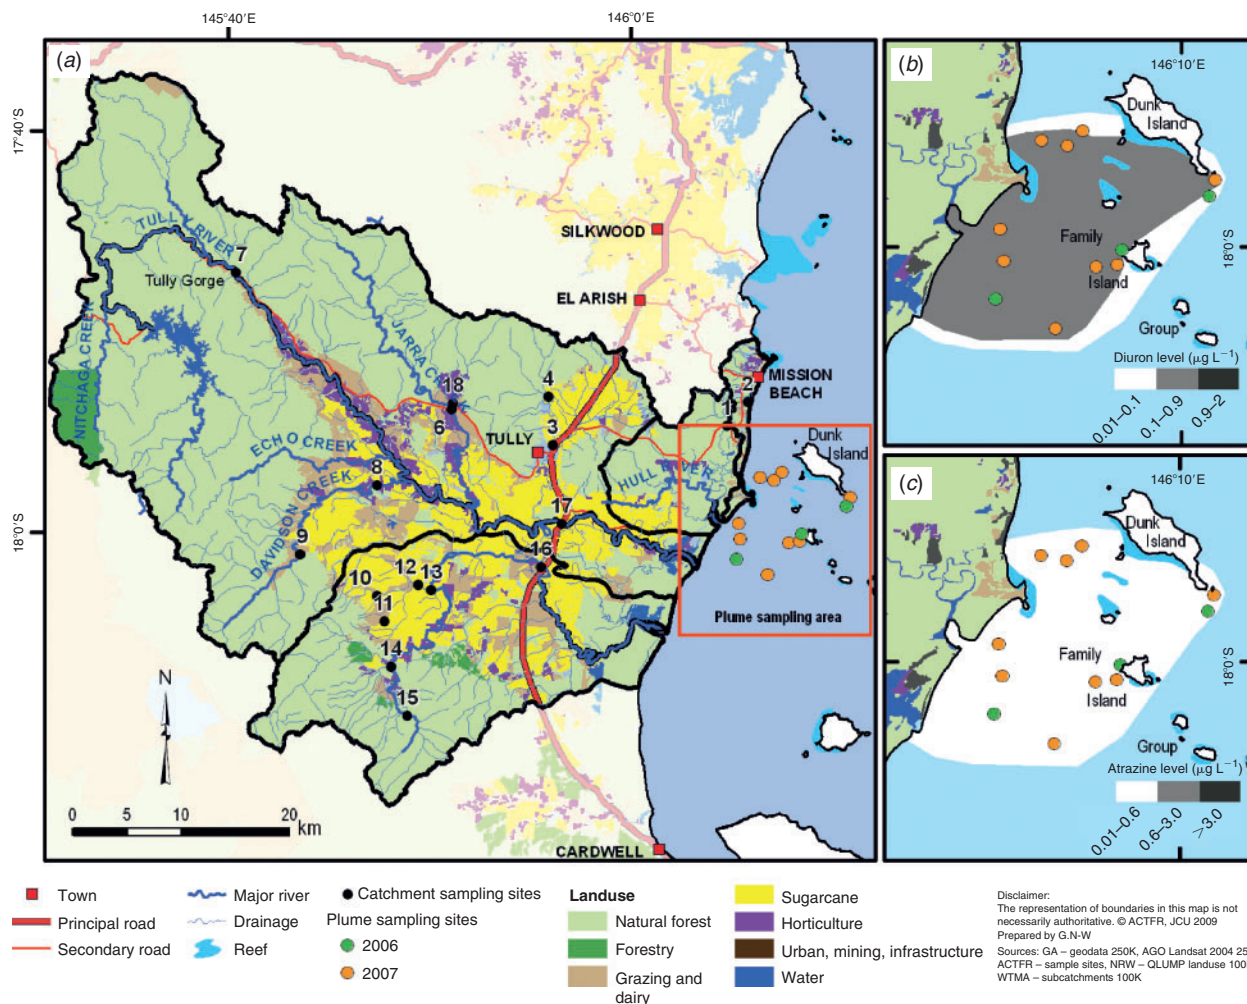 145°40'E
146°0'E
(a)
17°40'S
18°0'S
TULLY RIVER
7
Tully Gorge
NITCHAGA CREEK
JARRA C
SILKWOOD
EL ARISH
18
6
4
3
TULLY
MISSION
BEACH
2
1
ECHO CREEK
8
DAVIDSON CREEK
9
HULL RIVER
Dunk
Island
17
16
10
12
13
11
14
15
Plume sampling area
N
0 5 10 20
km
CARDWELL
(b)
146°10'E
Dunk
Island
18°0'S
Family
Island
Group
Diuron level (µg L−1)
0.01–0.1
0.1–0.9
0.9–2
(c)
146°10'E
Dunk
Island
18°0'S
Family
Island
Group
Atrazine level (µg L−1)
0.01–0.6
0.6–3.0
>3.0
Town
Principal road
Secondary road
Major river
Drainage
Reef
Catchment sampling sites
Plume sampling sites
2006
2007
Landuse
Natural forest
Forestry
Grazing and
dairy
Sugarcane
Horticulture
Urban, mining, infrastructure
Water
Disclaimer:
The representation of boundaries in this map is not
necessarily authoritative. © ACTFR, JCU 2009
Prepared by G.N-W
Sources: GA – geodata 250K, AGO Landsat 2004 25
ACTFR – sample sites, NRW – QLUMP landuse 100
WTMA – subcatchments 100K